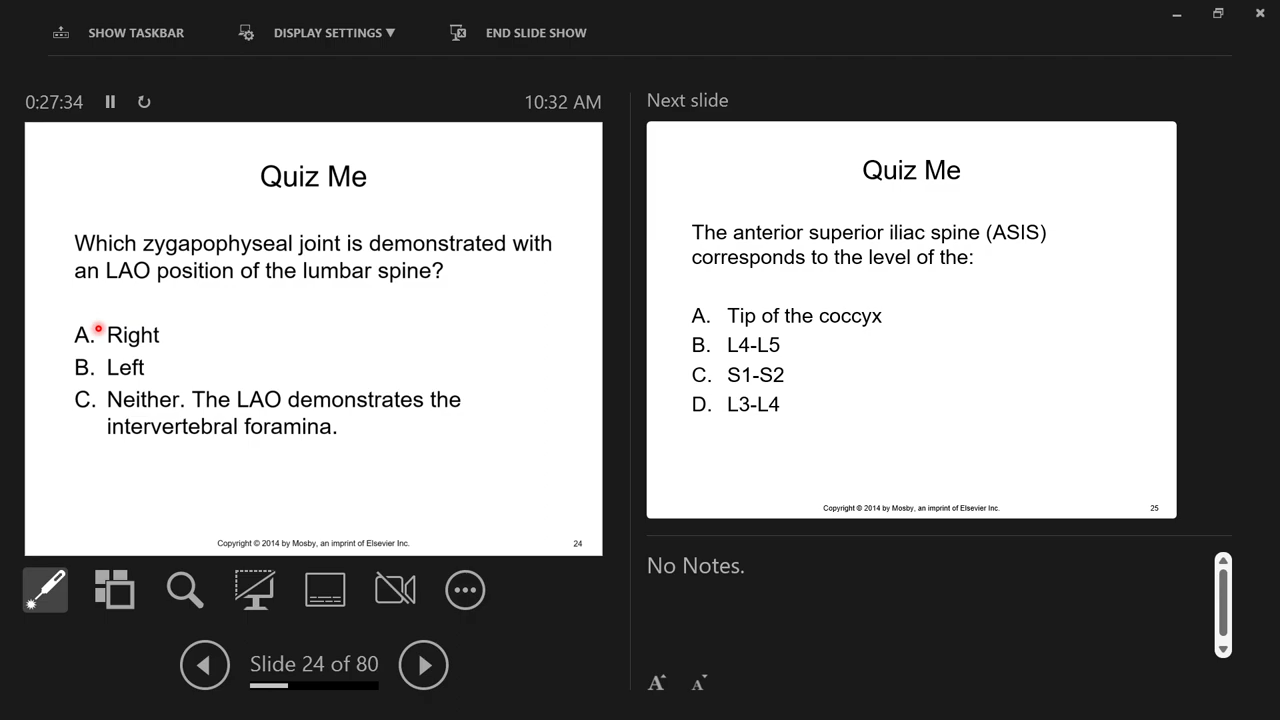 SHOW TASKBAR
DISPLAY SETTINGS ▼
END SLIDE SHOW
0:27:34
10:32 AM
Quiz Me
Which zygapophyseal joint is demonstrated with
an LAO position of the lumbar spine?
A. Right
B. Left
C. Neither. The LAO demonstrates the
intervertebral foramina.
Copyright © 2014 by Mosby, an imprint of Elsevier Inc.
24
Slide 24 of 80
Next slide
Quiz Me
The anterior superior iliac spine (ASIS)
corresponds to the level of the:
A. Tip of the coccyx
B. L4-L5
C. S1-S2
D. L3-L4
Copyright © 2014 by Mosby, an imprint of Elsevier Inc.
25
No Notes.
A A